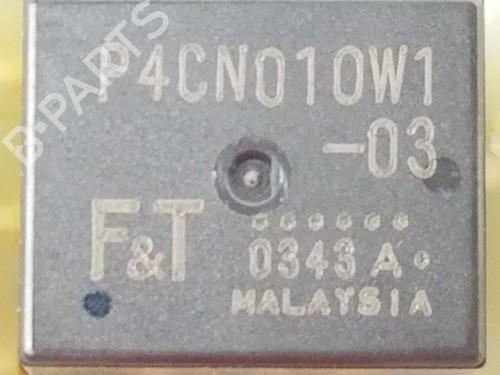 P4CN010W1
-03
F&T
0343 A
MALAYSIA
B-PARTS